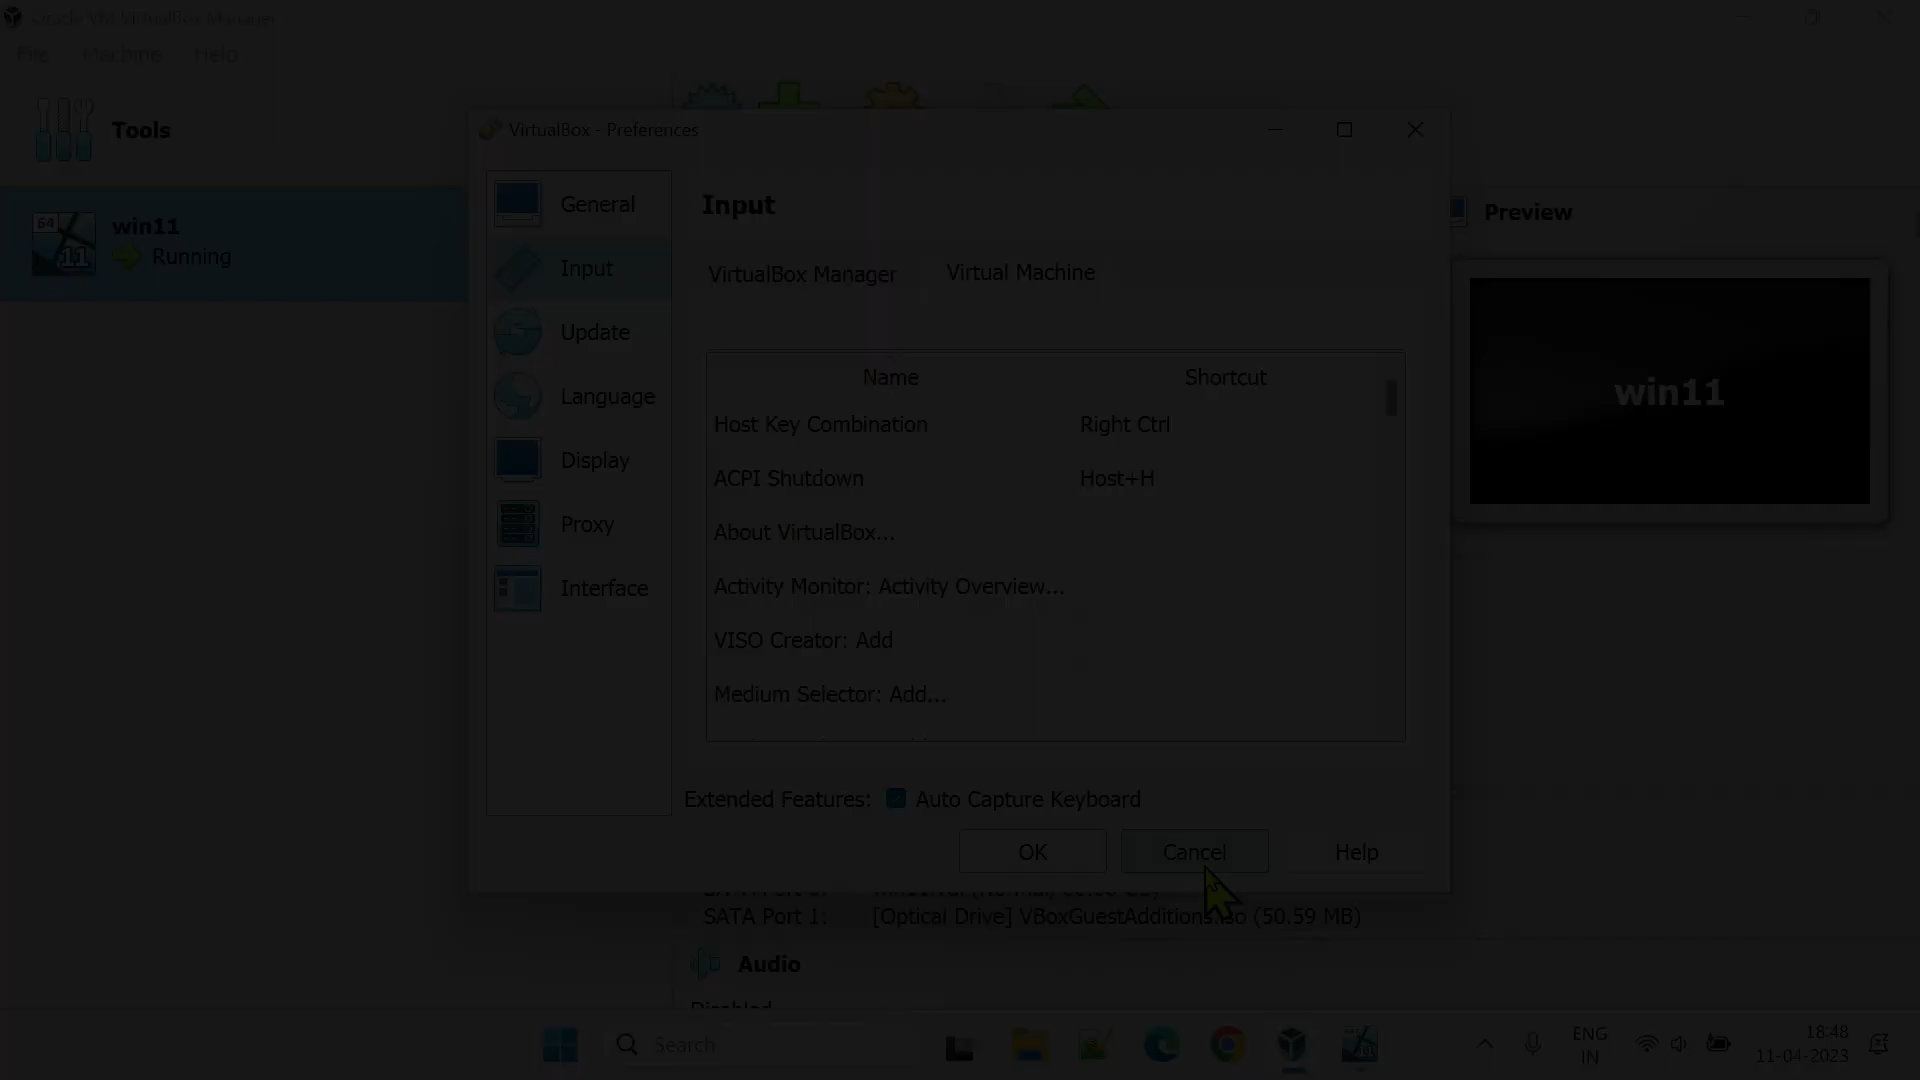 Oracle VM VirtualBox Manager
File Machine Help
Tools
64
11
win11
Running
VirtualBox - Preferences
General
Input
Update
Language
Display
Proxy
Interface
Input
VirtualBox Manager Virtual Machine
Name Shortcut
Host Key Combination Right Ctrl
ACPI Shutdown Host+H
About VirtualBox...
Activity Monitor: Activity Overview...
VISO Creator: Add
Medium Selector: Add...
Extended Features: Auto Capture Keyboard
OK Cancel Help
Preview
win11
SATA Port 1: [Optical Drive] VBoxGuestAdditions.iso (50.59 MB)
Audio
Disabled
Search
ENG
IN
18:48
11-04-2023